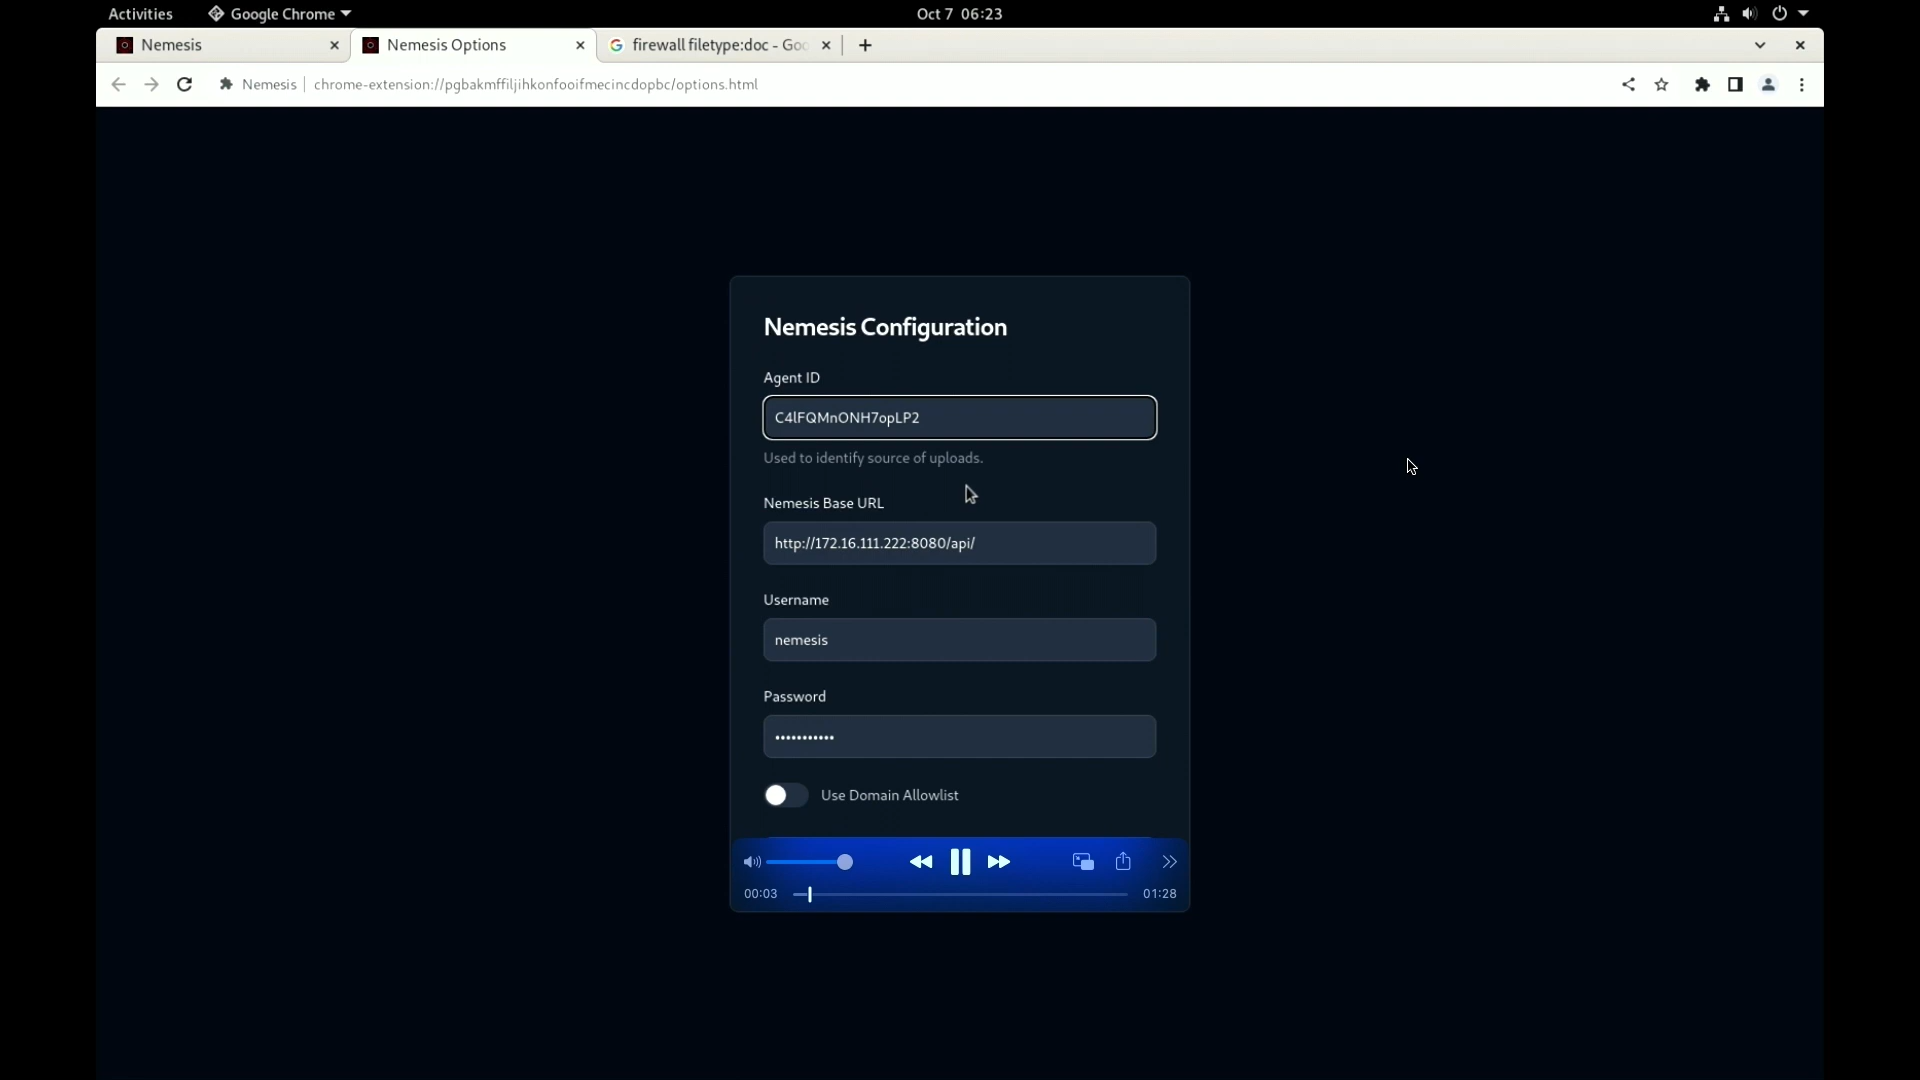 Activities Google Chrome Oct 7 06:23
Nemesis Nemesis Options firewall filetype:doc - Goo
Nemesis chrome-extension://pgbakmffiljihkonfooifmecincdopbc/options.html
Nemesis Configuration
Agent ID
C4lFQMnONH7opLP2
Used to identify source of uploads.
Nemesis Base URL
http://172.16.111.222:8080/api/
Username
nemesis
Password
•••••••••••
Use Domain Allowlist
00:03 01:28